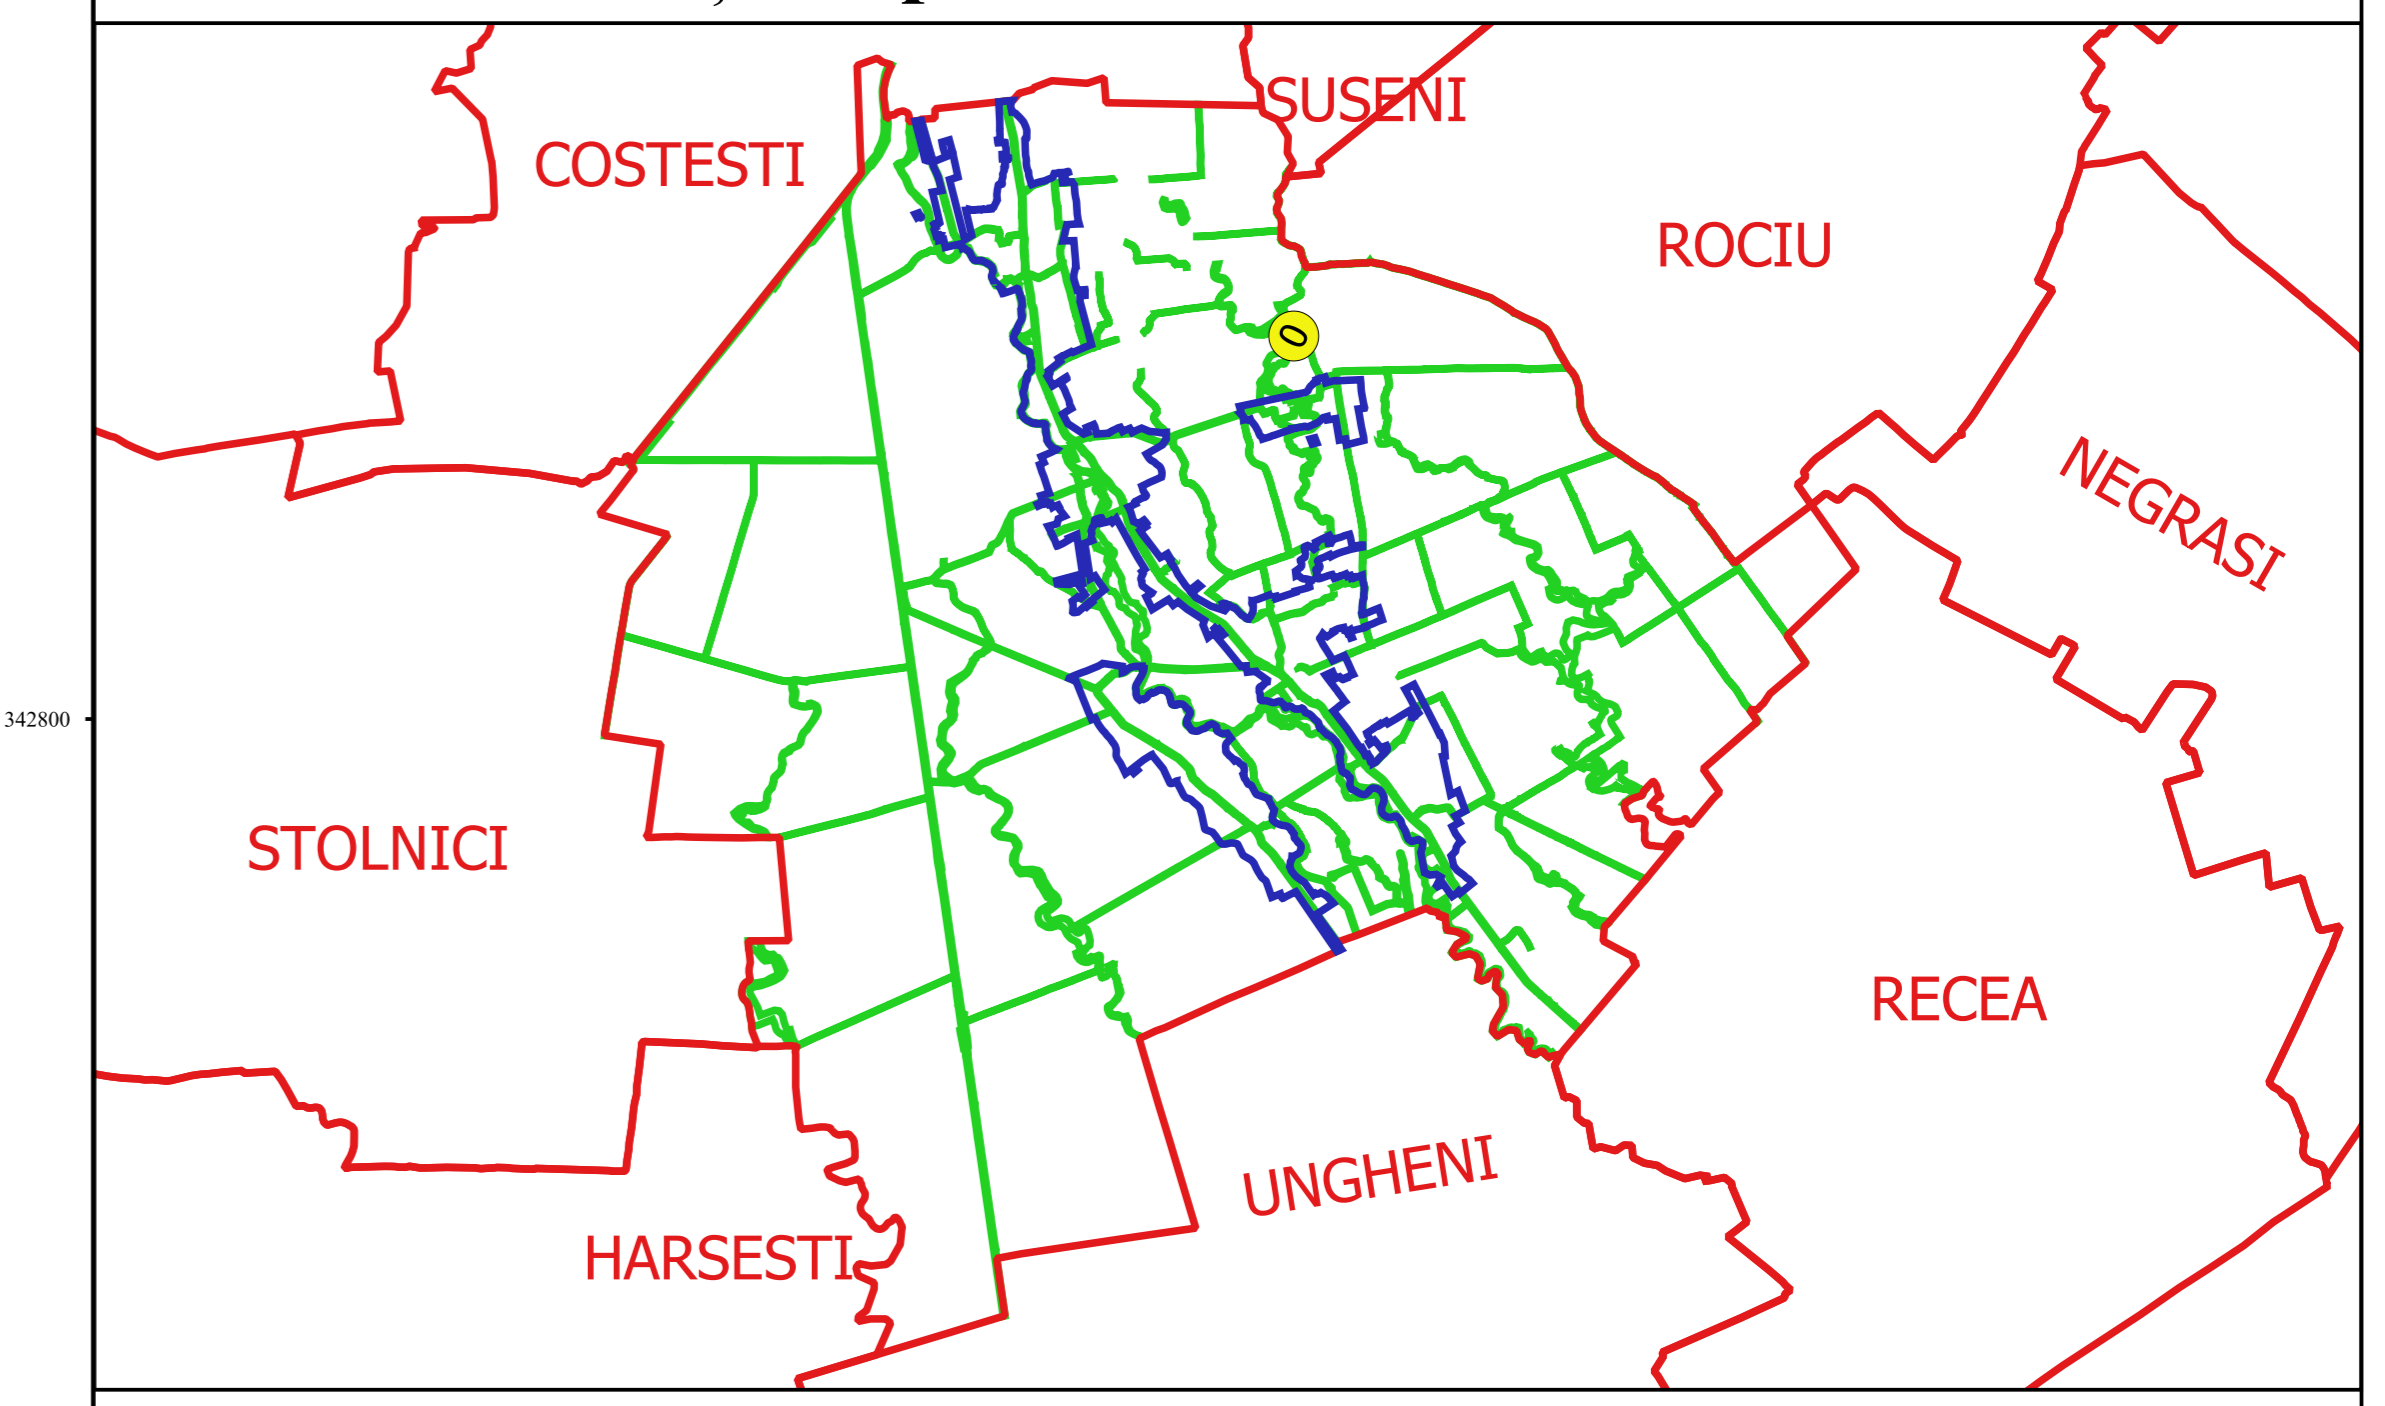 SUSENI
COSTESTI
ROCIU
0
NEGRASI
342800
STOLNICI
RECEA
UNGHENI
HARSESTI